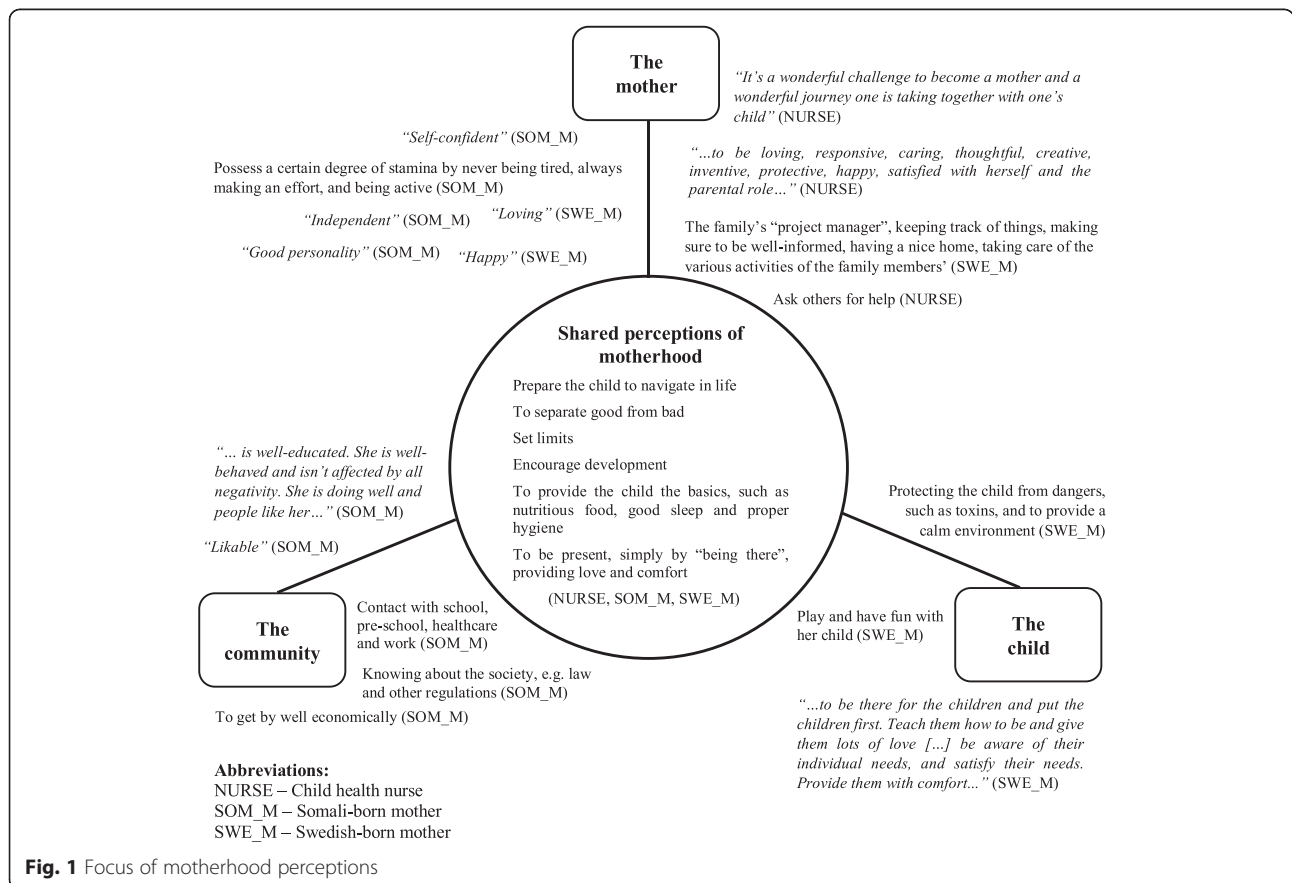 The
mother
“It’s a wonderful challenge to become a mother and a
wonderful journey one is taking together with one’s
child” (NURSE)
“Self-confident” (SOM_M)
Possess a certain degree of stamina by never being tired, always
making an effort, and being active (SOM_M)
“...to be loving, responsive, caring, thoughtful, creative,
inventive, protective, happy, satisfied with herself and the
parental role...” (NURSE)
“Independent” (SOM_M)
“Loving” (SWE_M)
“Good personality” (SOM_M)
“Happy” (SWE_M)
The family’s “project manager”, keeping track of things, making
sure to be well-informed, having a nice home, taking care of the
various activities of the family members’ (SWE_M)
Ask others for help (NURSE)
Shared perceptions of
motherhood
Prepare the child to navigate in life
To separate good from bad
Set limits
Encourage development
To provide the child the basics, such as
nutritious food, good sleep and proper
hygiene
To be present, simply by “being there”,
providing love and comfort
(NURSE, SOM_M, SWE_M)
“... is well-educated. She is well-
behaved and isn’t affected by all
negativity. She is doing well and
people like her...” (SOM_M)
“Likable” (SOM_M)
The
community
Contact with school,
pre-school, healthcare
and work (SOM_M)
Knowing about the society, e.g. law
and other regulations (SOM_M)
To get by well economically (SOM_M)
Protecting the child from dangers,
such as toxins, and to provide a
calm environment (SWE_M)
Play and have fun with
her child (SWE_M)
The
child
“...to be there for the children and put the
children first. Teach them how to be and give
them lots of love [...] be aware of their
individual needs, and satisfy their needs.
Provide them with comfort...” (SWE_M)
Abbreviations:
NURSE – Child health nurse
SOM_M – Somali-born mother
SWE_M – Swedish-born mother
Fig. 1 Focus of motherhood perceptions